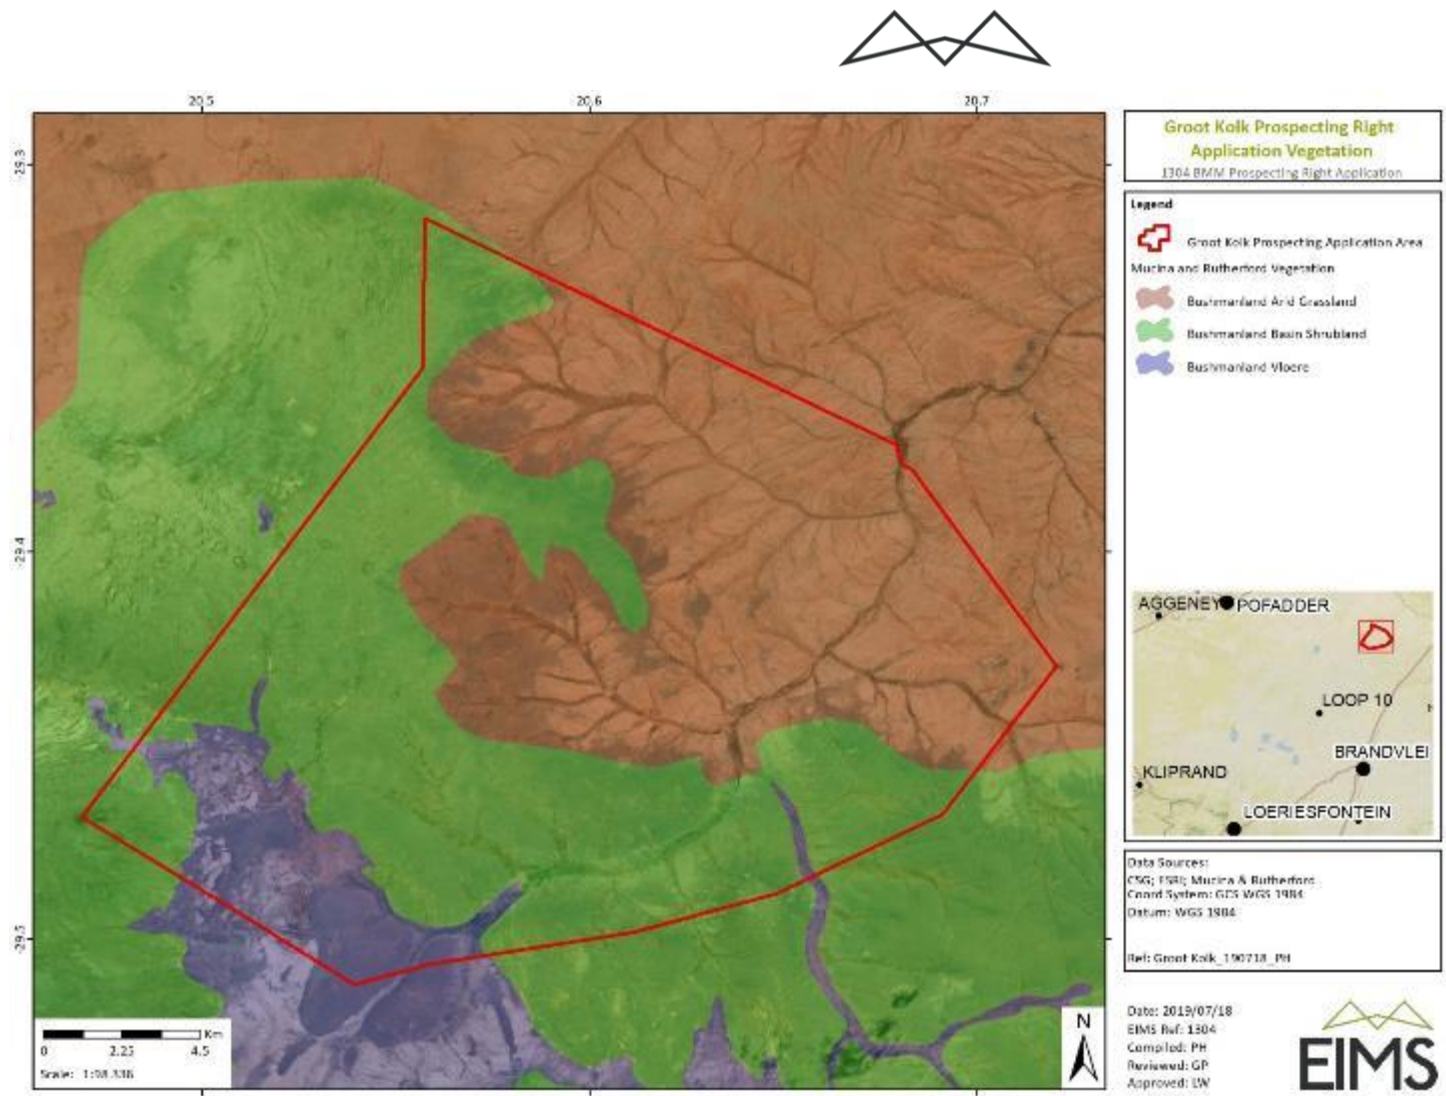 20.5 20.6 20.7
-29.3
-29.4
-29.5
Groot Kolk Prospecting Right
Application Vegetation
1304 BMM Prospecting Right Application
Legend
Groot Kolk Prospecting Application Area
Mucina and Rutherford Vegetation
Bushmanland Arid Grassland
Bushmanland Basin Shrubland
Bushmanland Vloere
AGGENEY POFADDER
LOOP 10
BRANDVLEI
KLIPRAND
LOERIESFONTEIN
Data Sources:
CSG; ESRI; Mucina & Rutherford
Coord System: GCS WGS 1984
Datum: WGS 1984
Ref: Groot Kolk_190718_PH
Km
0 2.25 4.5
Scale:
N
Date: 2019/07/18
EIMS Ref: 1304
Compiled: PH
Reviewed: GP
Approved: LW
EIMS